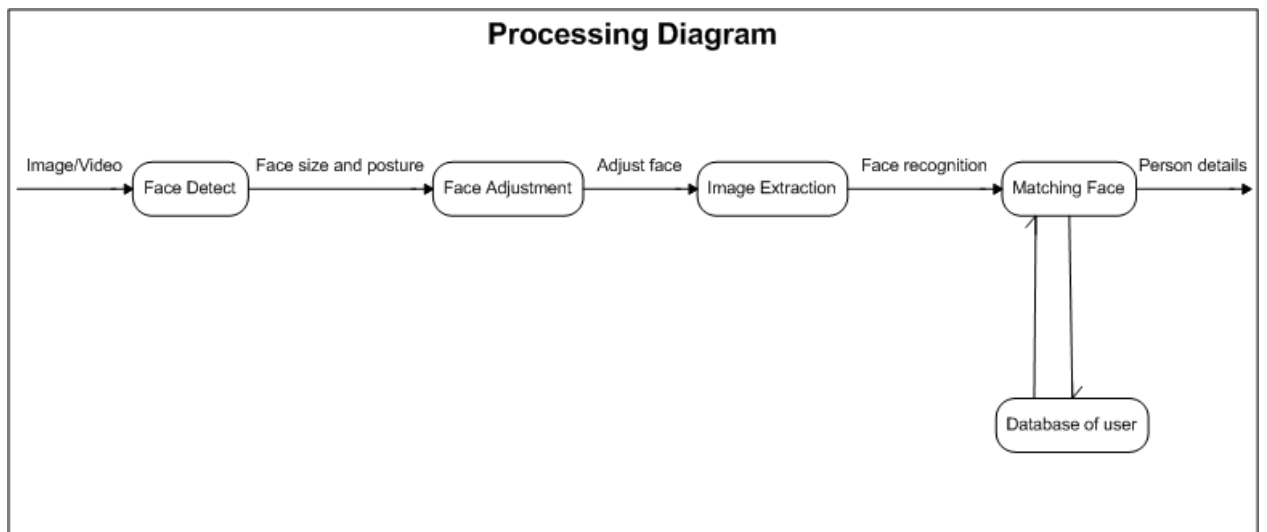 Processing Diagram
Image/Video
Face Detect
Face size and posture
Face Adjustment
Adjust face
Image Extraction
Face recognition
Matching Face
Person details
Database of user